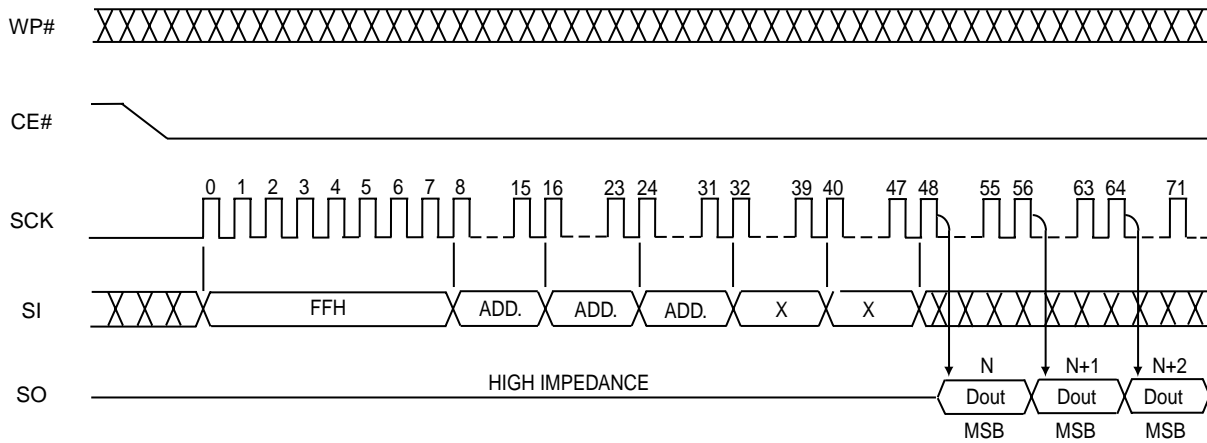 WP#
CE#
0 1 2 3 4 5 6 7 8 15 16 23 24 31 32 39 40 47 48 55 56 63 64 71
SCK
SI FFH ADD. ADD. ADD. X X
N N+1 N+2
SO HIGH IMPEDANCE Dout Dout Dout
MSB MSB MSB